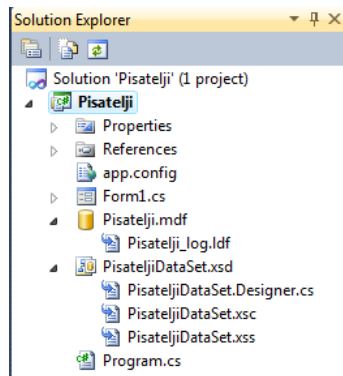 Solution Explorer
Solution 'Pisatelji' (1 project)
Pisatelji
Properties
References
app.config
Form1.cs
Pisatelji.mdf
Pisatelji_log.ldf
PisateljiDataSet.xsd
PisateljiDataSet.Designer.cs
PisateljiDataSet.xsc
PisateljiDataSet.xss
Program.cs